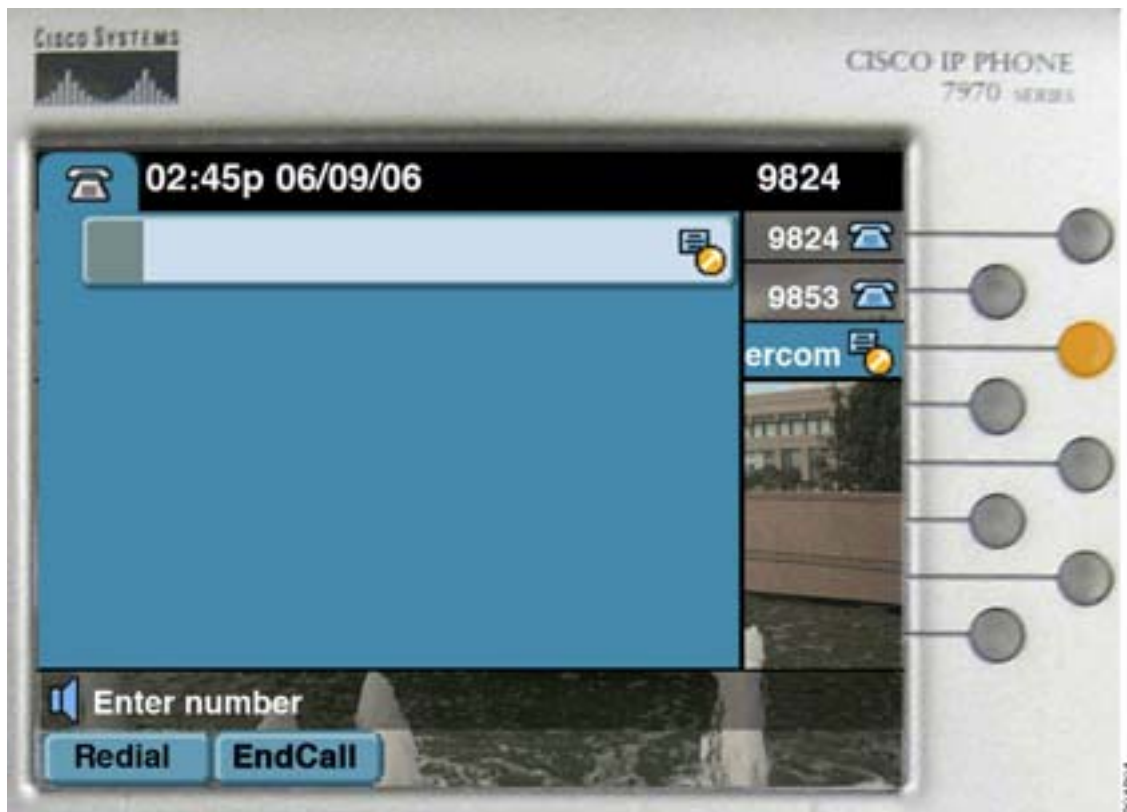 CISCO SYSTEMS
CISCO IP PHONE
7970 SERIES
02:45p 06/09/06 9824
9824
9853
ercom
Enter number
Redial EndCall